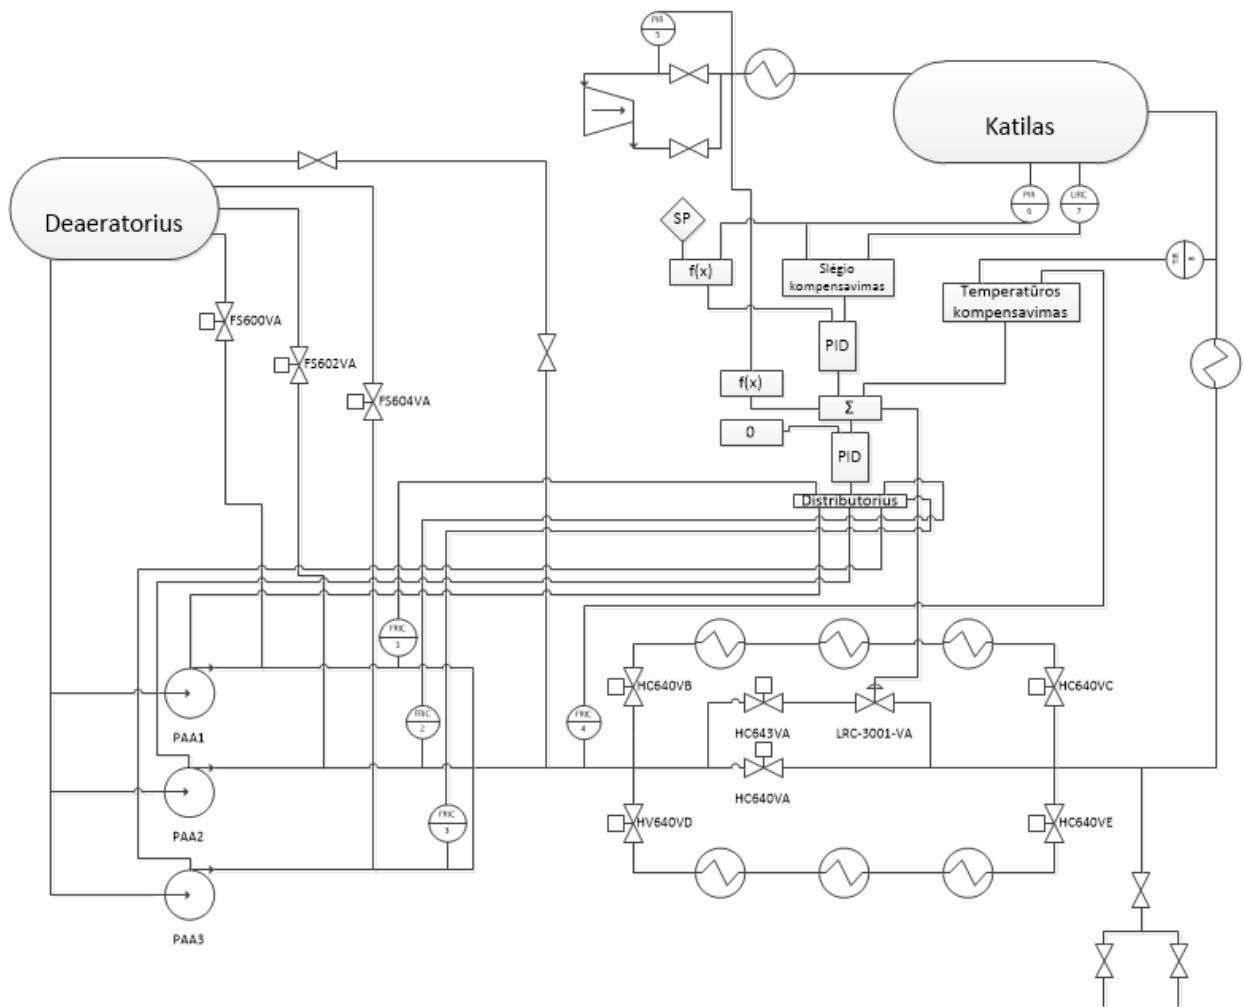 PIR
5
Katilas
Deaeratorius
PIR
6
LIRC
7
SP
f(x)
Slėgio
kompensavimas
TIR
8
Temperatūros
kompensavimas
FS600VA
PID
FS602VA
f(x)
FS604VA
Σ
0
PID
Distributorius
FRIC
1
HC640VB
HC640VC
FRIC
2
FRIC
4
PAA1
HC643VA
LRC-3001-VA
HC640VA
FRIC
3
HV640VD
HC640VE
PAA2
PAA3